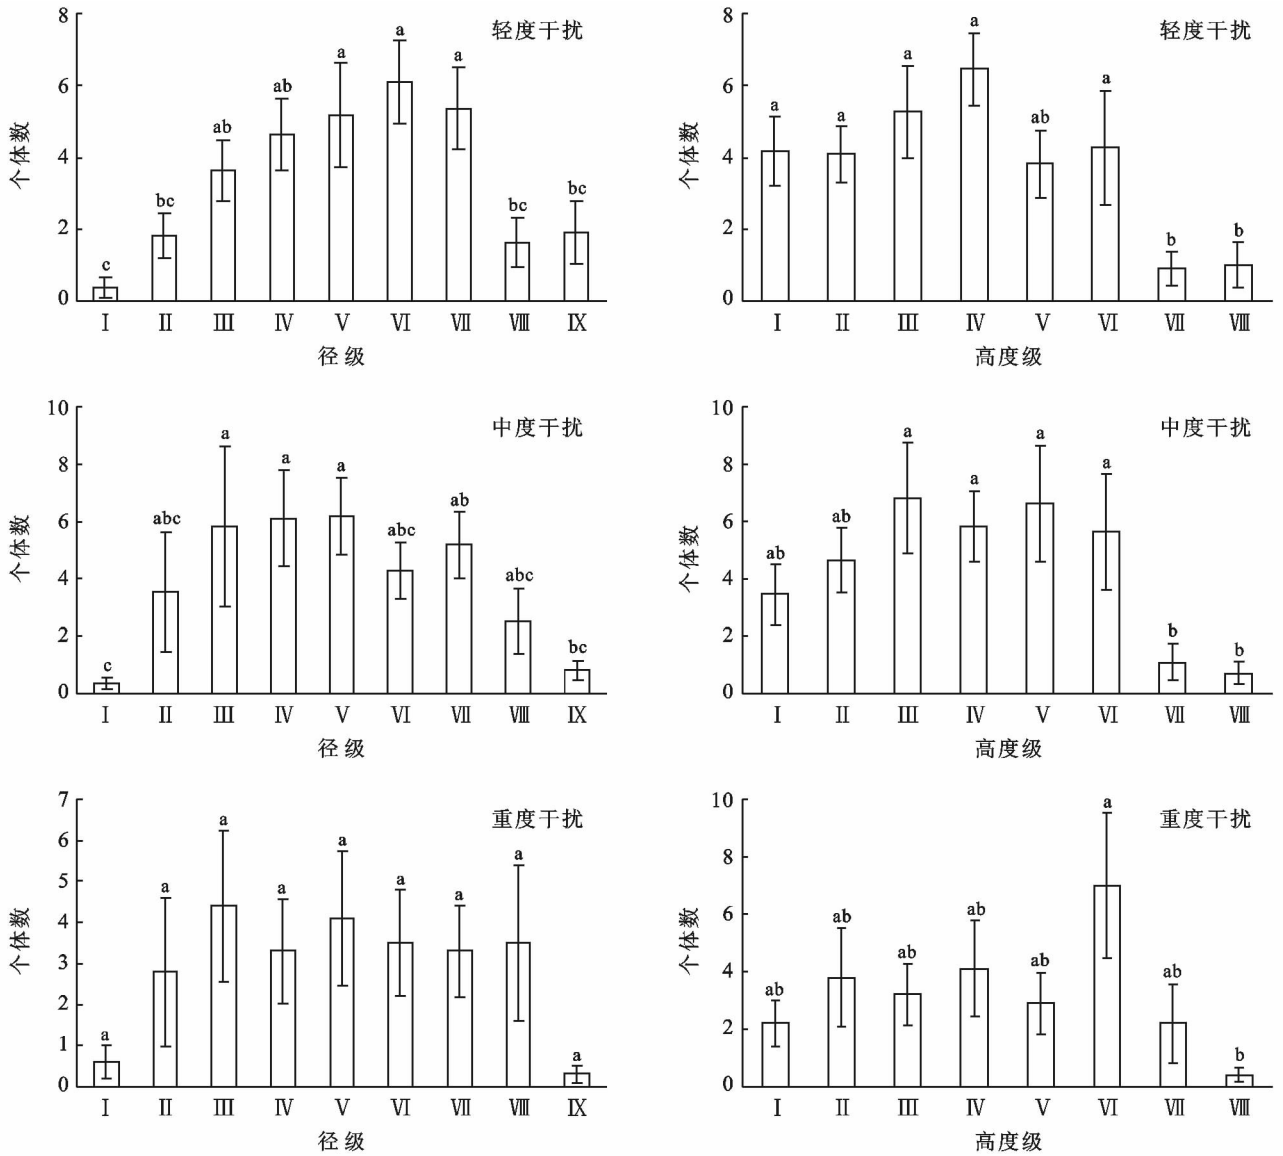 轻度干扰
个体数
8
6
4
2
0
c
bc
ab
ab
a
a
a
bc
bc
Ⅰ Ⅱ Ⅲ Ⅳ Ⅴ Ⅵ Ⅶ Ⅷ Ⅸ
径级
轻度干扰
个体数
8
6
4
2
0
a
a
a
a
ab
a
b
b
Ⅰ Ⅱ Ⅲ Ⅳ Ⅴ Ⅵ Ⅶ Ⅷ
高度级
中度干扰
个体数
10
8
6
4
2
0
c
abc
a
a
a
abc
ab
abc
bc
Ⅰ Ⅱ Ⅲ Ⅳ Ⅴ Ⅵ Ⅶ Ⅷ Ⅸ
径级
中度干扰
个体数
10
8
6
4
2
0
ab
ab
a
a
a
a
b
b
Ⅰ Ⅱ Ⅲ Ⅳ Ⅴ Ⅵ Ⅶ Ⅷ
高度级
重度干扰
个体数
7
6
5
4
3
2
1
0
a
a
a
a
a
a
a
a
a
Ⅰ Ⅱ Ⅲ Ⅳ Ⅴ Ⅵ Ⅶ Ⅷ Ⅸ
径级
重度干扰
个体数
10
8
6
4
2
0
ab
ab
ab
ab
ab
a
ab
b
Ⅰ Ⅱ Ⅲ Ⅳ Ⅴ Ⅵ Ⅶ Ⅷ
高度级